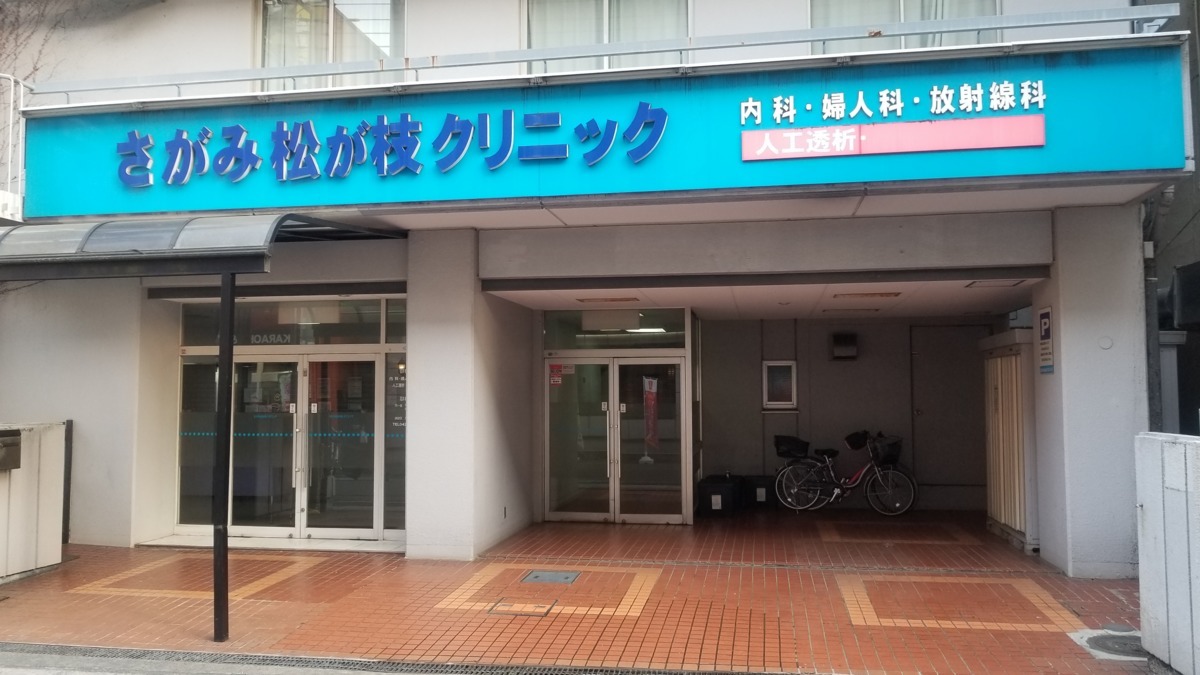 さがみ松が枝クリニック
内科・婦人科・放射線科
人工透析・
KARAO
P